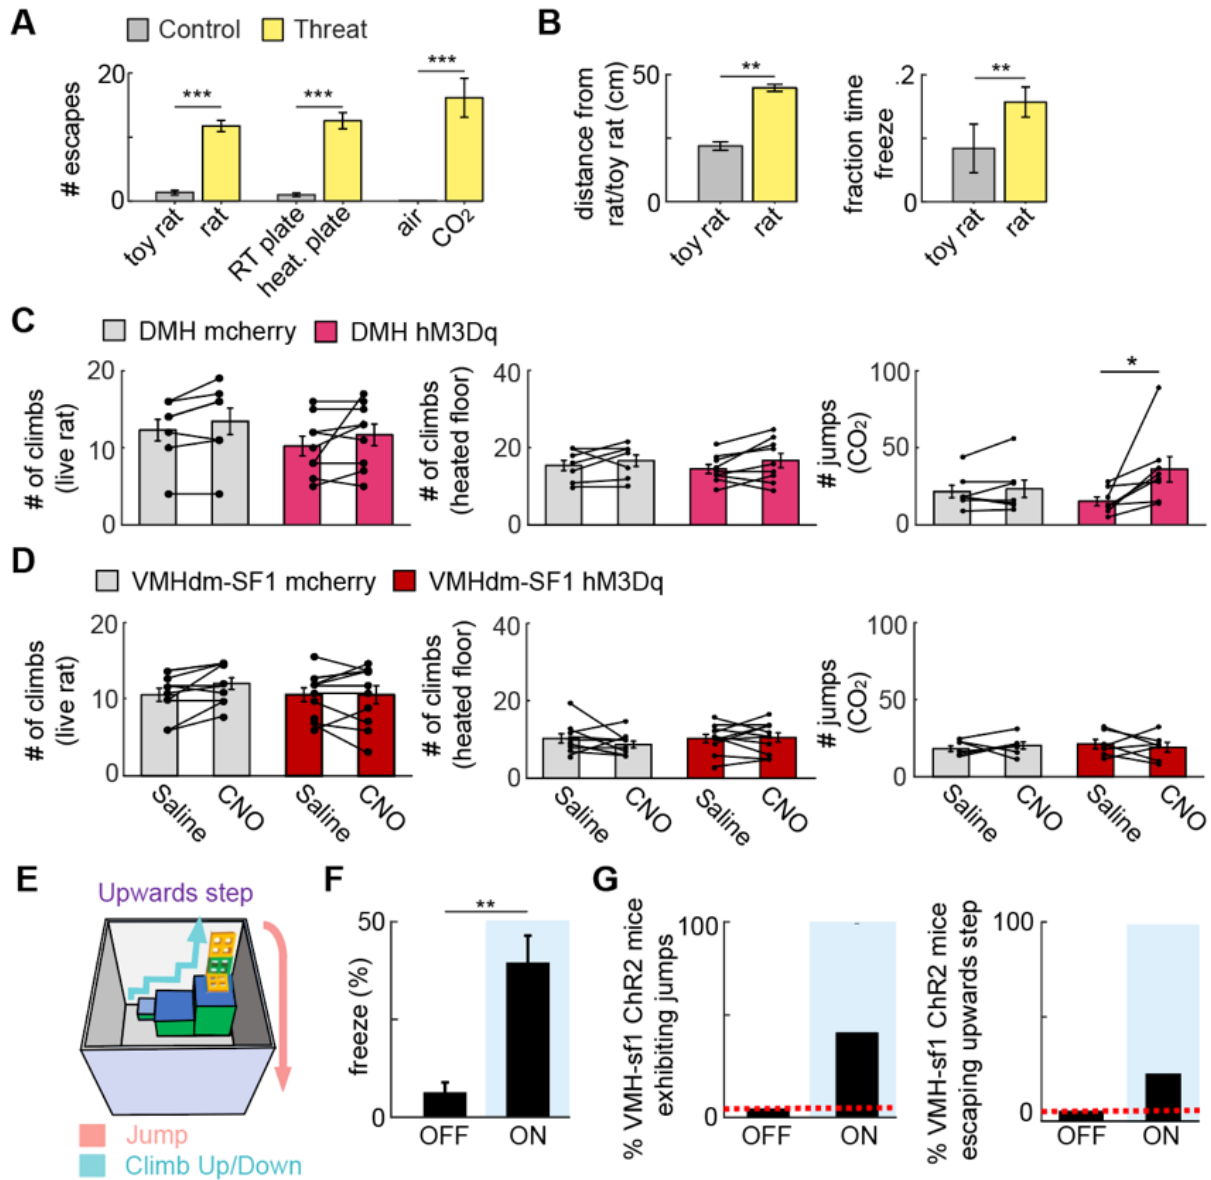 A
Control
Threat
# escapes
20
0
***
***
***
toy rat
rat
RT plate
heat. plate
air
CO2
B
distance from
rat/toy rat (cm)
50
0
**
toy rat
rat
fraction time
freeze
.2
0
**
toy rat
rat
C
DMH mcherry
DMH hM3Dq
# of climbs
(live rat)
20
10
0
# of climbs
(heated floor)
40
20
0
# jumps
(CO2)
100
50
0
*
D
VMHdm-SF1 mcherry
VMHdm-SF1 hM3Dq
# of climbs
(live rat)
20
10
0
Saline
CNO
Saline
CNO
# of climbs
(heated floor)
40
20
0
Saline
CNO
Saline
CNO
# jumps
(CO2)
100
50
0
Saline
CNO
Saline
CNO
E
Upwards step
Jump
Climb Up/Down
F
freeze (%)
50
0
**
OFF
ON
G
% VMH-sf1 ChR2 mice
exhibiting jumps
100
0
OFF
ON
% VMH-sf1 ChR2 mice
escaping upwards step
100
0
OFF
ON